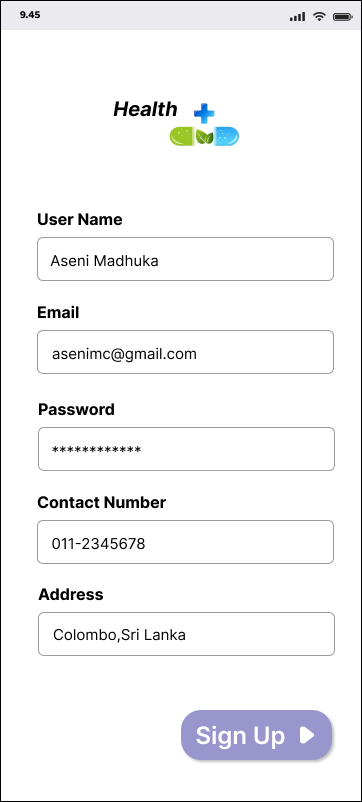 9.45
Health
User Name
Aseni Madhuka
Email
asenimc@gmail.com
Password
************
Contact Number
011-2345678
Address
Colombo,Sri Lanka
Sign Up